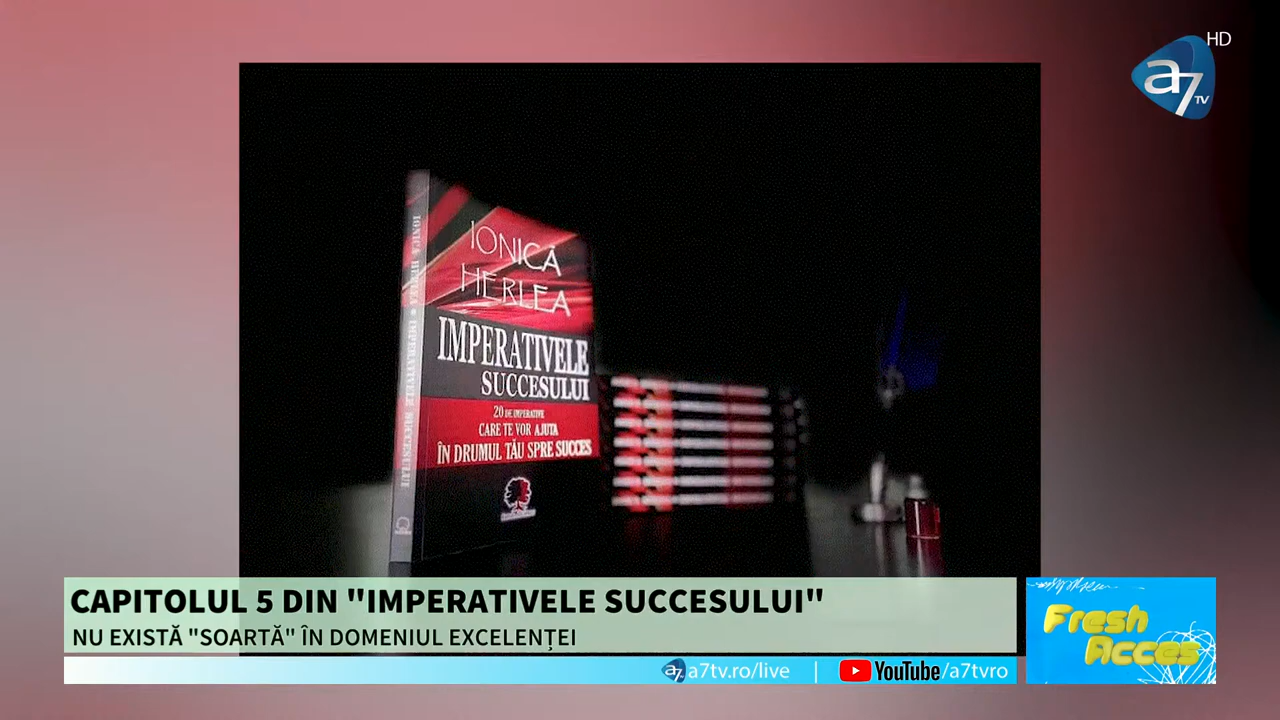 HD
a7
TV
IONICĂ
HERLEA
IMPERATIVELE
SUCCESULUI
20 DE IMPERATIVE
CARE TE VOR AJUTA
ÎN DRUMUL TĂU SPRE SUCCES
IONICĂ HERLEA • IMPERATIVELE SUCCESULUI
CAPITOLUL 5 DIN "IMPERATIVELE SUCCESULUI"
NU EXISTĂ "SOARTĂ" ÎN DOMENIUL EXCELENȚEI
Fresh
Acces
a7 a7tv.ro/live | YouTube/a7tvro